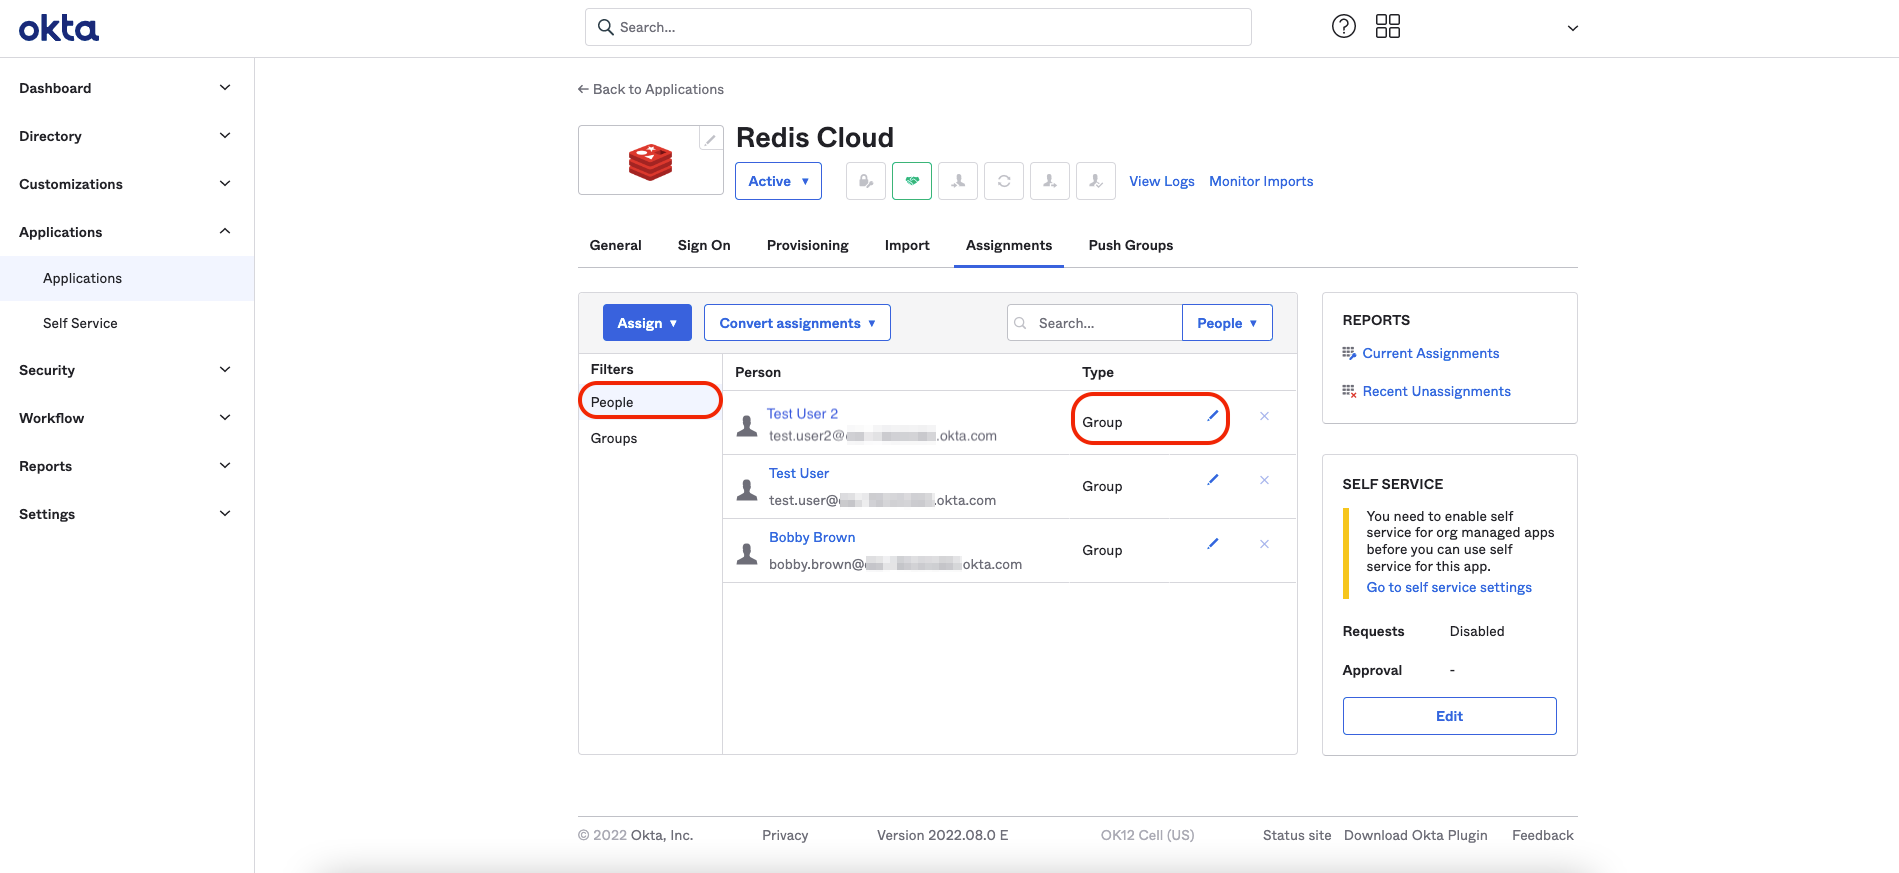 okta
Search...
Dashboard
Directory
Customizations
Applications
Applications
Self Service
Security
Workflow
Reports
Settings
← Back to Applications
Redis Cloud
Active ▼
View Logs
Monitor Imports
General
Sign On
Provisioning
Import
Assignments
Push Groups
Assign ▼
Convert assignments ▼
Search...
People ▼
Filters
People
Groups
Person
Type
Test User 2
test.user2@ .okta.com
Group
Test User
test.user@ .okta.com
Group
Bobby Brown
bobby.brown@ okta.com
Group
REPORTS
Current Assignments
Recent Unassignments
SELF SERVICE
You need to enable self
service for org managed apps
before you can use self
service for this app.
Go to self service settings
Requests Disabled
Approval -
Edit
© 2022 Okta, Inc.
Privacy
Version 2022.08.0 E
OK12 Cell (US)
Status site
Download Okta Plugin
Feedback